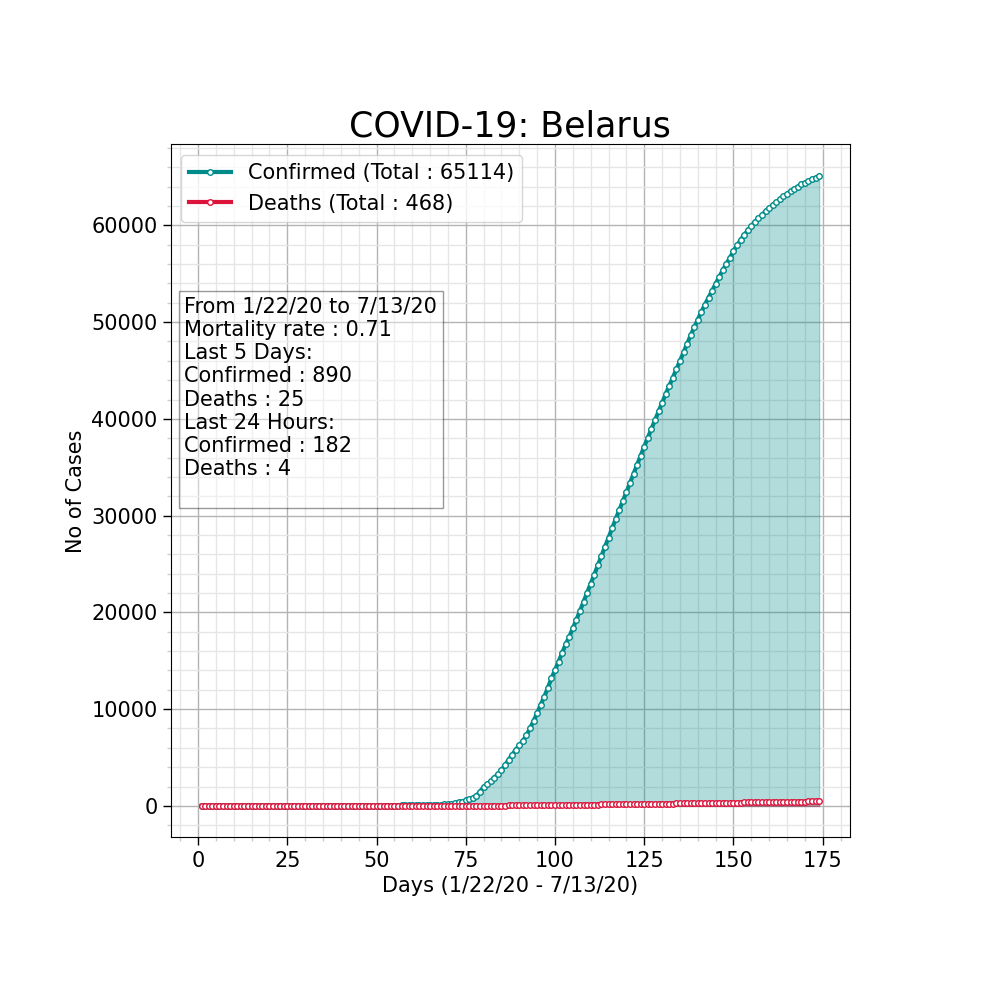 COVID-19: Belarus
Confirmed (Total : 65114)
Deaths (Total : 468)
From 1/22/20 to 7/13/20
Mortality rate : 0.71
Last 5 Days:
Confirmed : 890
Deaths : 25
Last 24 Hours:
Confirmed : 182
Deaths : 4
No of Cases
60000
50000
40000
30000
20000
10000
0
0 25 50 75 100 125 150 175
Days (1/22/20 - 7/13/20)